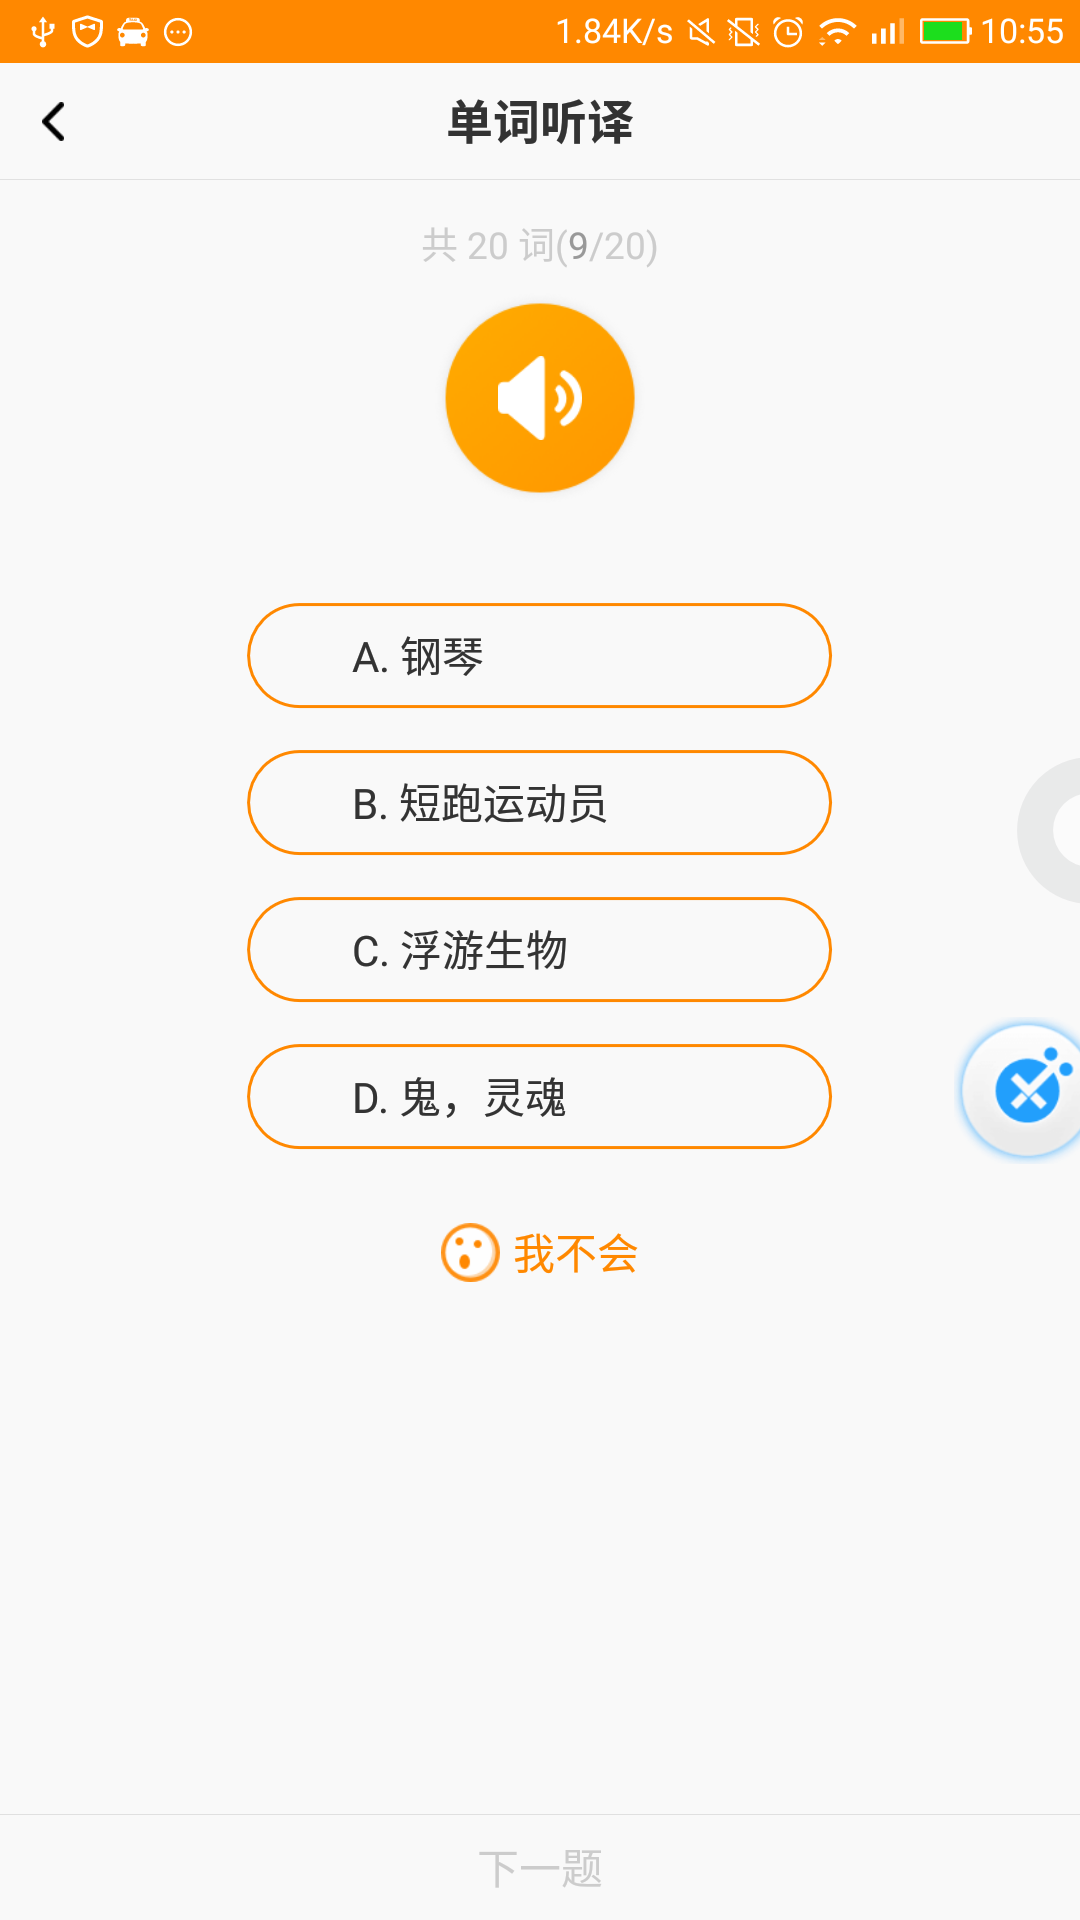 1.84K/s 10:55
单词听译
共 20 词(9/20)
A. 钢琴
B. 短跑运动员
C. 浮游生物
D. 鬼，灵魂
我不会
下一题